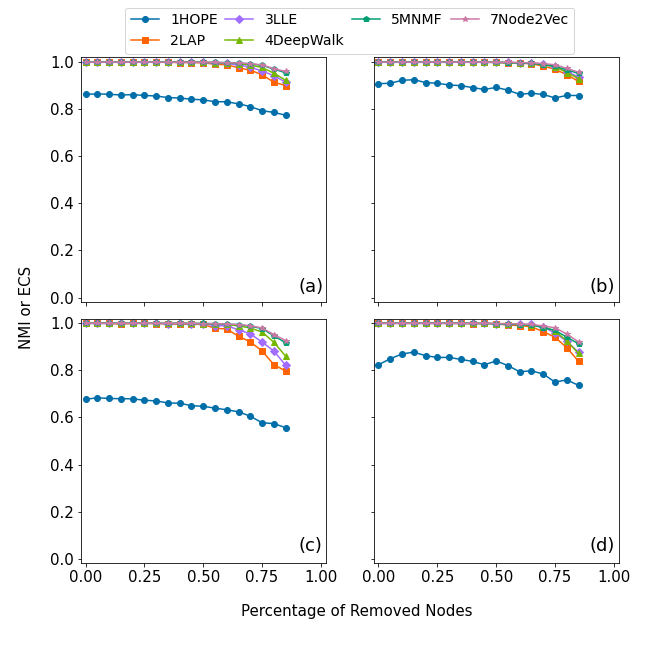 1HOPE 3LLE 5MNMF 7Node2Vec
2LAP 4DeepWalk
1.0
0.8
0.6
0.4
0.2
0.0
(a) (b)
NMI or ECS
1.0
0.8
0.6
0.4
0.2
0.0
(c) (d)
0.00 0.25 0.50 0.75 1.00 0.00 0.25 0.50 0.75 1.00
Percentage of Removed Nodes